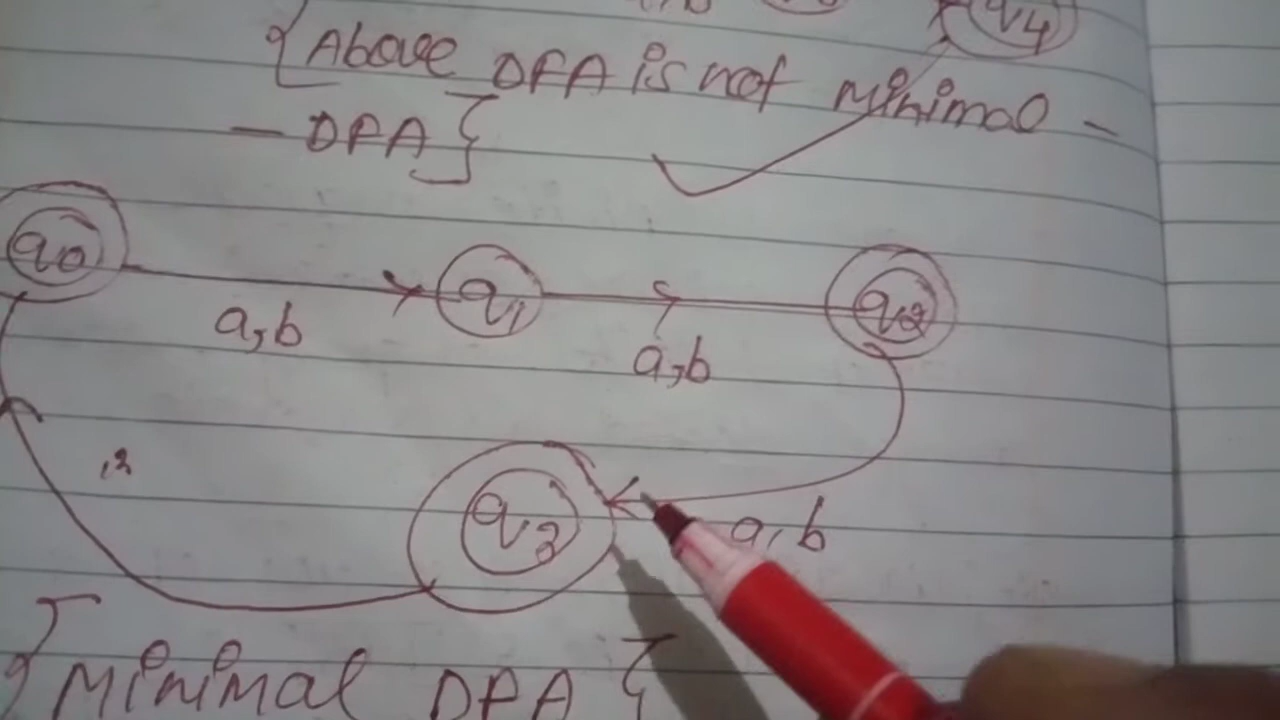 q4
{Above DFA is not minimal -
- DFA}
q0 q1 q2
a,b a,b
q3 a,b
{Minimal DFA}